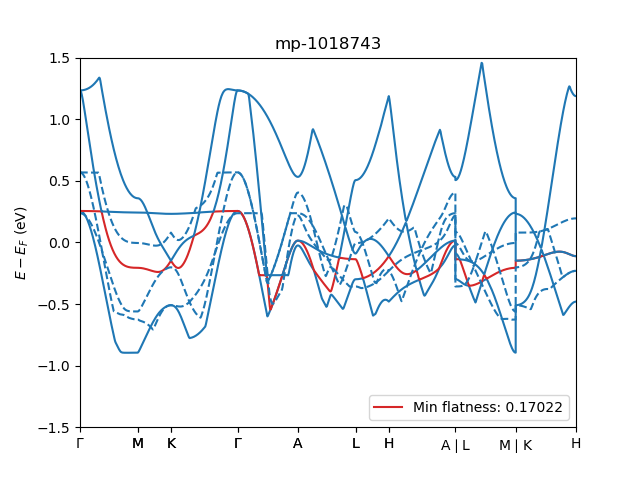 mp-1018743
E − E_F (eV)
1.5
1.0
0.5
0.0
−0.5
−1.0
−1.5
Min flatness: 0.17022
Γ M K Γ A L H A | L M | K H